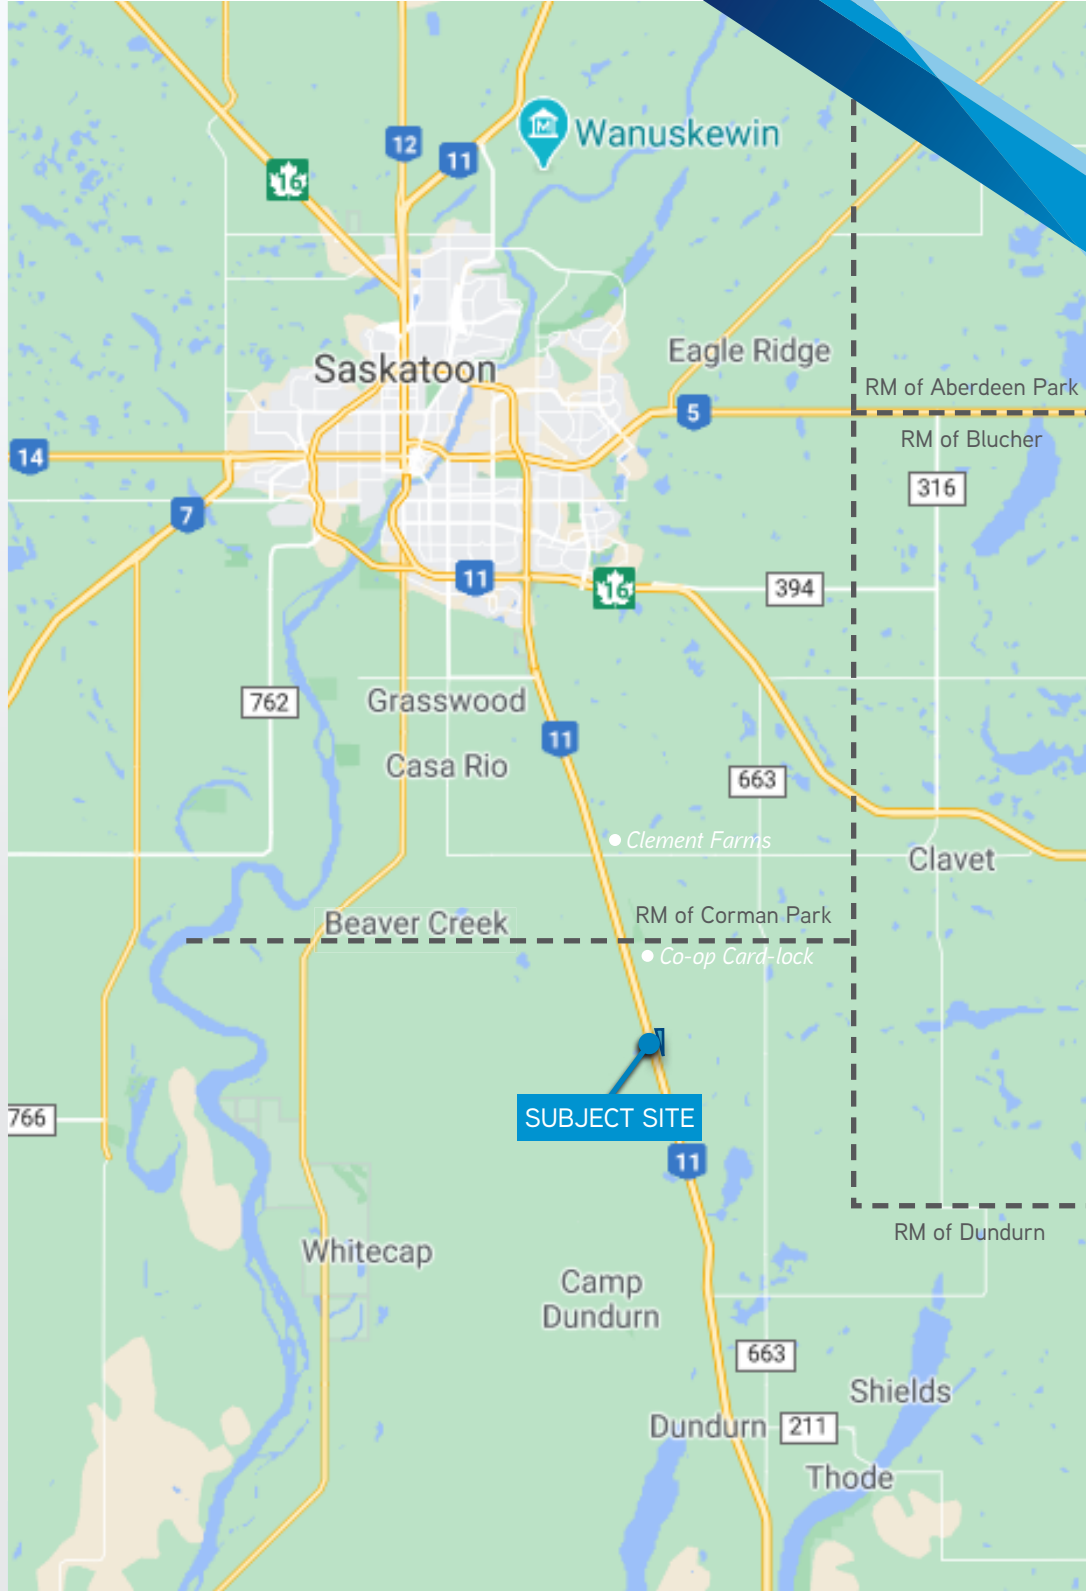 Wanuskewin
12
11
16
Eagle Ridge
Saskatoon
RM of Aberdeen Park
5
RM of Blucher
14
316
7
11
16
394
762
Grasswood
11
Casa Rio
663
Clement Farms
Clavet
RM of Corman Park
Beaver Creek
Co-op Card-lock
SUBJECT SITE
766
11
RM of Dundurn
Whitecap
Camp
Dundurn
663
Shields
Dundurn
211
Thode